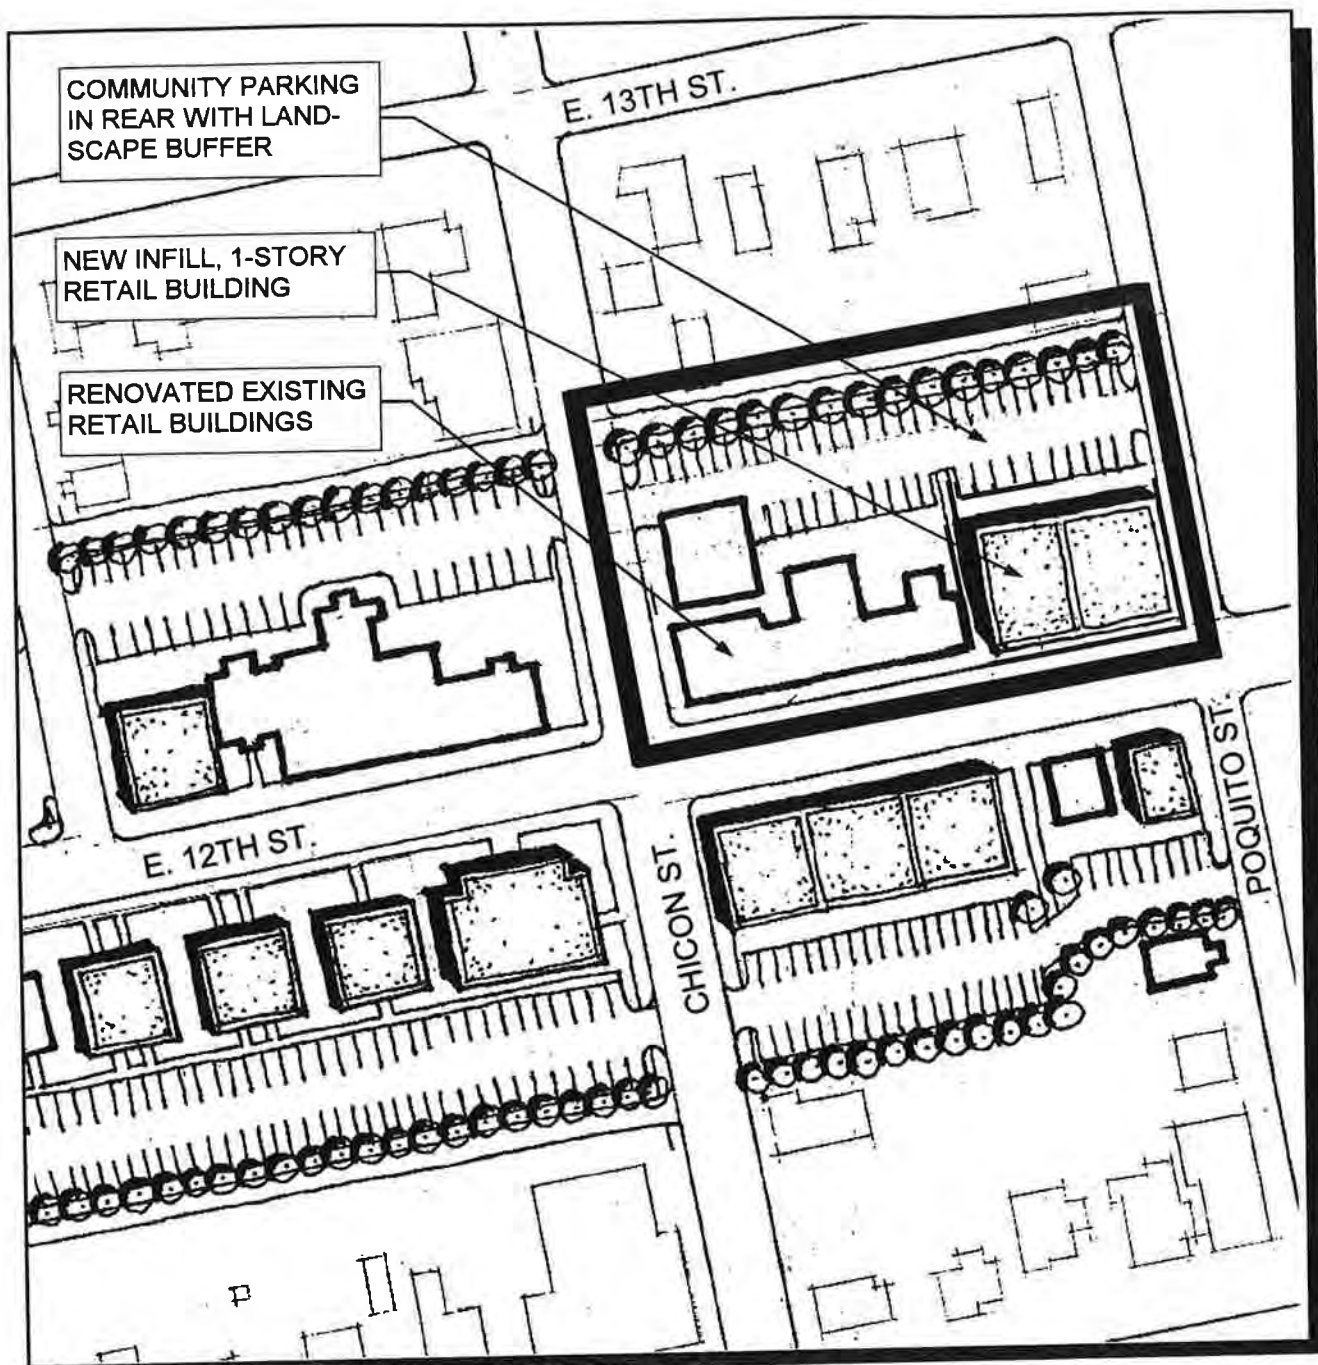 COMMUNITY PARKING
IN REAR WITH LAND-
SCAPE BUFFER
E. 13TH ST.
NEW INFILL, 1-STORY
RETAIL BUILDING
RENOVATED EXISTING
RETAIL BUILDINGS
E. 12TH ST.
CHICON ST.
POQUITO ST.